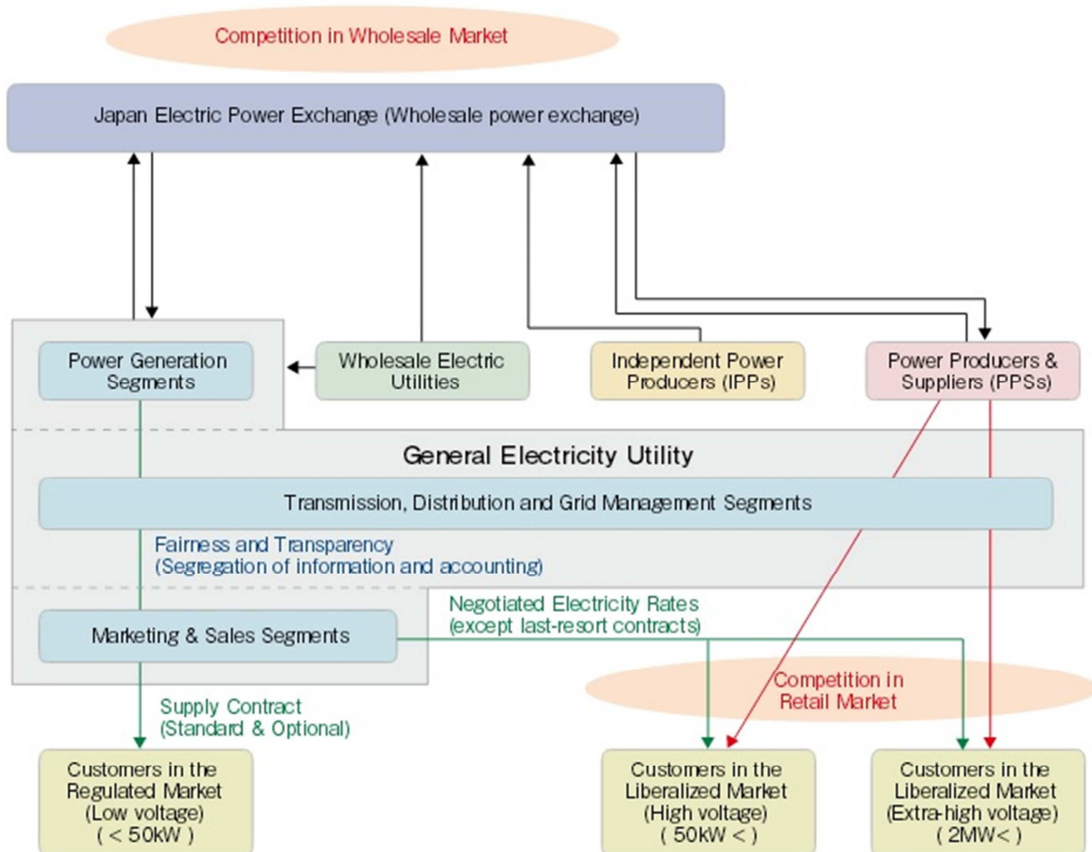 Competition in Wholesale Market
Japan Electric Power Exchange (Wholesale power exchange)
Power Generation
Segments
Wholesale Electric
Utilities
Independent Power
Producers (IPPs)
Power Producers &
Suppliers (PPSs)
General Electricity Utility
Transmission, Distribution and Grid Management Segments
Fairness and Transparency
(Segregation of information and accounting)
Negotiated Electricity Rates
(except last-resort contracts)
Marketing & Sales Segments
Competition in
Retail Market
Supply Contract
(Standard & Optional)
Customers in the
Regulated Market
(Low voltage)
( < 50kW )
Customers in the
Liberalized Market
(High voltage)
( 50kW < )
Customers in the
Liberalized Market
(Extra-high voltage)
( 2MW< )